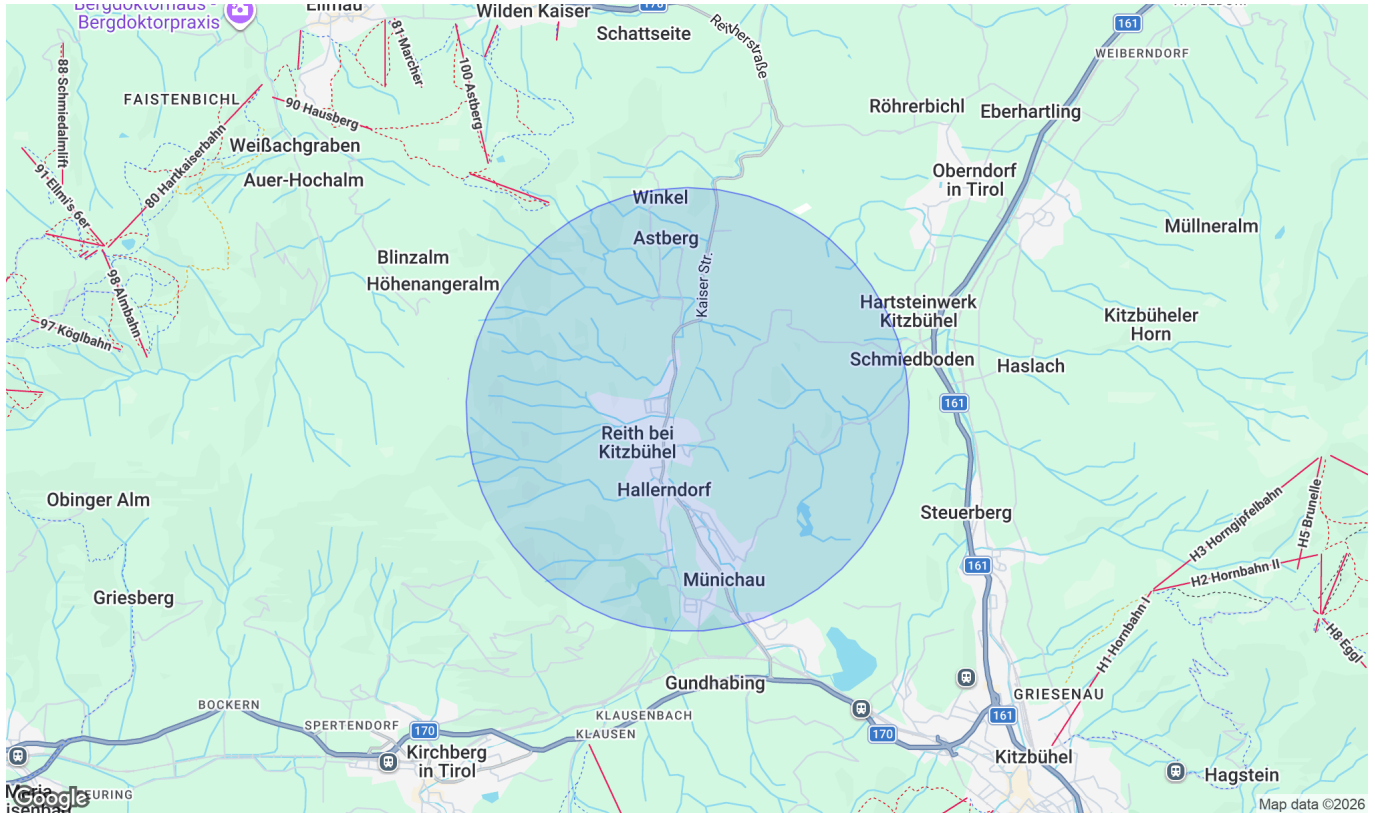 Bergdoktorhaus -
Bergdoktorpraxis
Ellmau
Wilden Kaiser
Schattseite
Reitherstraße
161
WEIBERNDORF
88 Schmiedalmlift
81 Marcher
100 Astberg
FAISTENBICHL
90 Hausberg
Röhrerbichl
Eberhartling
80 Hartkaiserbahn
Weißachgraben
91 Ellmi's 6er
Auer-Hochalm
Oberndorf
in Tirol
Winkel
Müllneralm
Astberg
Blinzalm
Höhenangeralm
Kaiser Str.
98 Almbahn
97 Köglbahn
Hartsteinwerk
Kitzbühel
Kitzbüheler
Horn
Schmiedboden
Haslach
161
Reith bei
Kitzbühel
Hallerndorf
Obinger Alm
Steuerberg
H3 Horngipfelbahn
H5 Brunelle
161
H2 Hornbahn II
Münichau
Griesberg
H1 Hornbahn I
H8 Eggl
Gundhabing
GRIESENAU
BOCKERN
KLAUSENBACH
161
SPERTENDORF
170
KLAUSEN
170
Kirchberg
in Tirol
Kitzbühel
Hagstein
Google
Map data ©2026